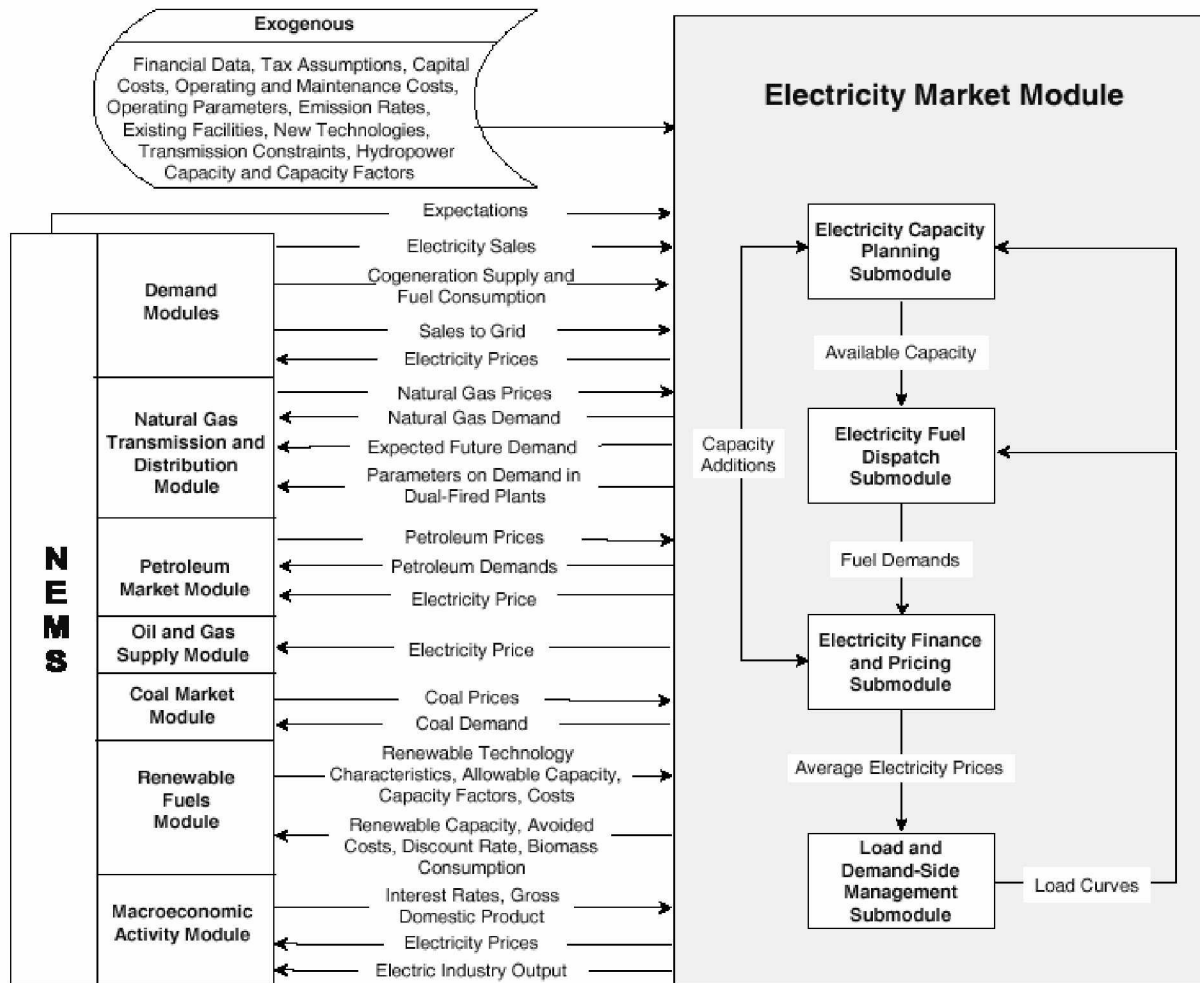 Exogenous
Financial Data, Tax Assumptions, Capital
Costs, Operating and Maintenance Costs,
Operating Parameters, Emission Rates,
Existing Facilities, New Technologies,
Transmission Constraints, Hydropower
Capacity and Capacity Factors
Expectations
NEMS
Demand
Modules
Electricity Sales
Cogeneration Supply and
Fuel Consumption
Sales to Grid
Electricity Prices
Natural Gas
Transmission and
Distribution
Module
Natural Gas Prices
Natural Gas Demand
Expected Future Demand
Parameters on Demand in
Dual-Fired Plants
Petroleum
Market Module
Petroleum Prices
Petroleum Demands
Electricity Price
Oil and Gas
Supply Module
Electricity Price
Coal Market
Module
Coal Prices
Coal Demand
Renewable
Fuels
Module
Renewable Technology
Characteristics, Allowable Capacity,
Capacity Factors, Costs
Renewable Capacity, Avoided
Costs, Discount Rate, Biomass
Consumption
Macroeconomic
Activity Module
Interest Rates, Gross
Domestic Product
Electricity Prices
Electric Industry Output
Electricity Market Module
Electricity Capacity
Planning
Submodule
Available Capacity
Capacity
Additions
Electricity Fuel
Dispatch
Submodule
Fuel Demands
Electricity Finance
and Pricing
Submodule
Average Electricity Prices
Load and
Demand-Side
Management
Submodule
Load Curves